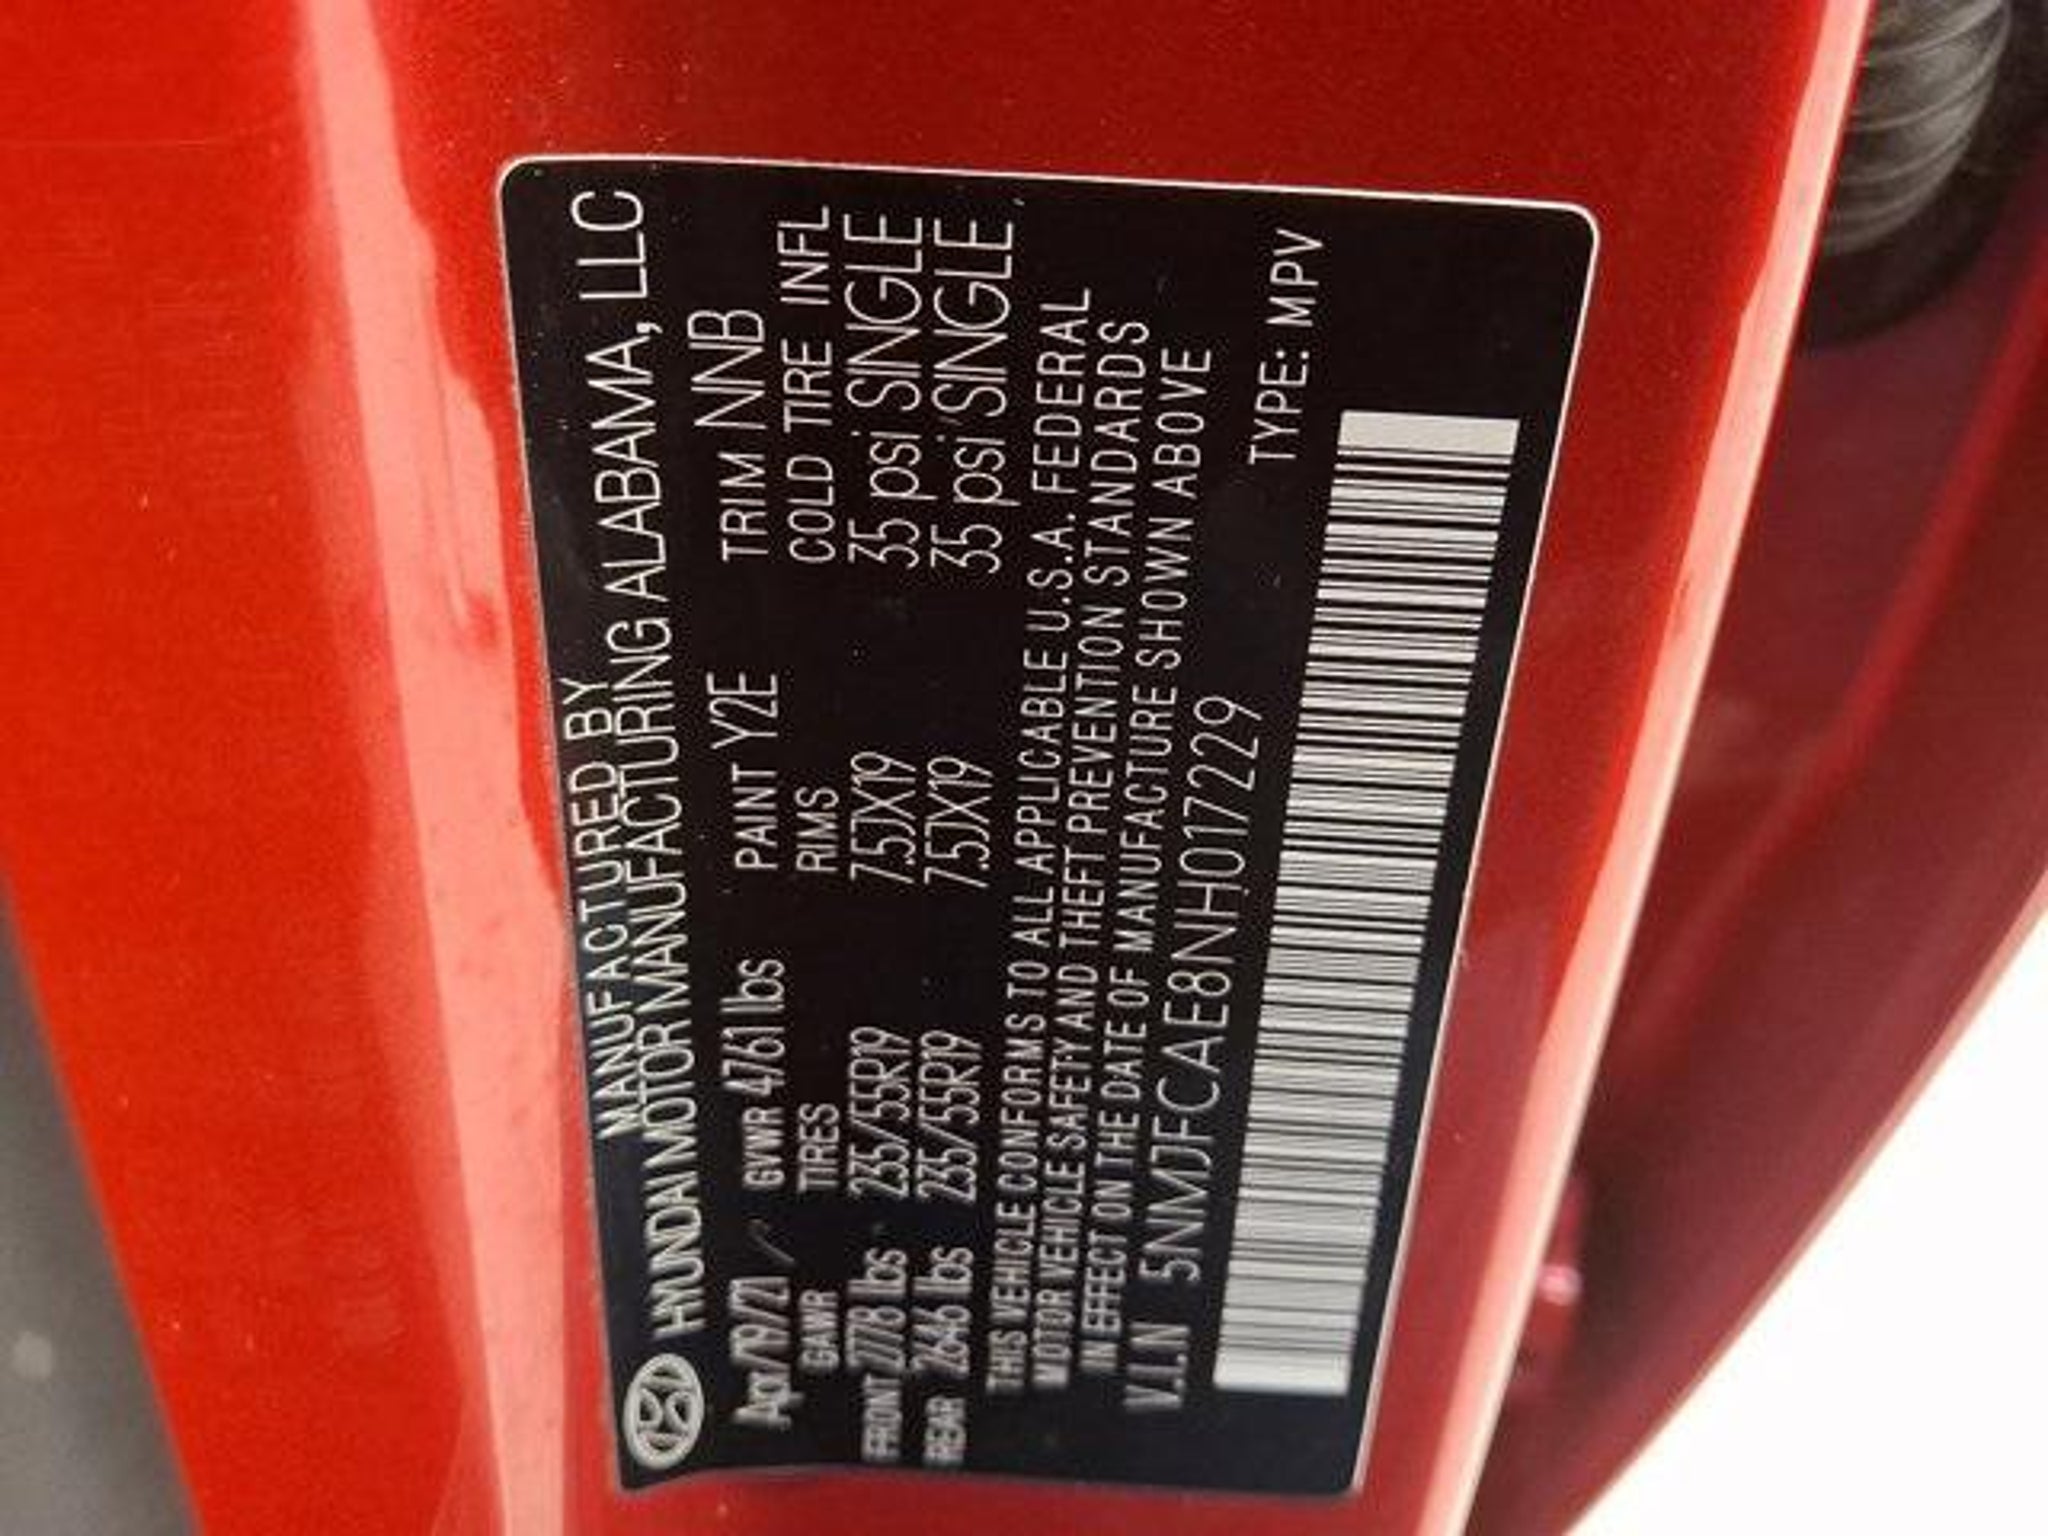 MANUFACTURED BY
HYUNDAI MOTOR MANUFACTURING ALABAMA, LLC
Apr/19/21 GVWR 4761 lbs PAINT Y2E TRIM NNB
GAWR TIRES RIMS COLD TIRE INFL
FRONT 2778 lbs 235/55R19 7.5JX19 35 psi SINGLE
REAR 2646 lbs 235/55R19 7.5JX19 35 psi SINGLE
THIS VEHICLE CONFORMS TO ALL APPLICABLE U.S.A. FEDERAL
MOTOR VEHICLE SAFETY AND THEFT PREVENTION STANDARDS
IN EFFECT ON THE DATE OF MANUFACTURE SHOWN ABOVE
V.I.N 5NMJFCAE8NH017229 TYPE: MPV